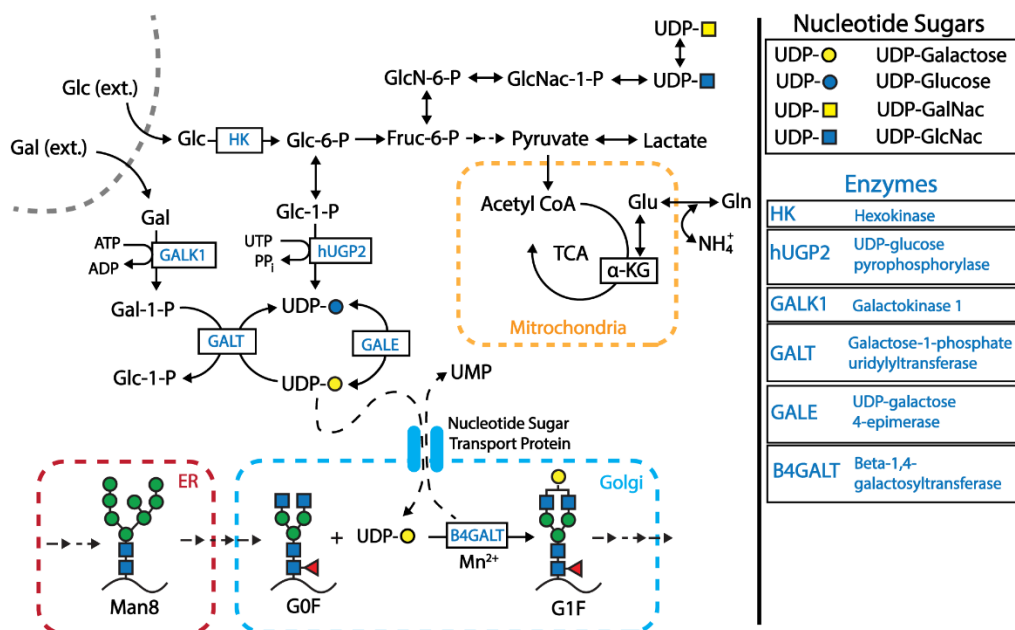 UDP-
GlcN-6-P
GlcNac-1-P
UDP-
Glc (ext.)
Gal (ext.)
Glc
HK
Glc-6-P
Fruc-6-P
Pyruvate
Lactate
Gal
Glc-1-P
Acetyl CoA
Glu
Gln
NH₄⁺
ATP
ADP
GALK1
UTP
PPᵢ
hUGP2
TCA
α-KG
Mitrochondria
Gal-1-P
UDP-
GALT
GALE
Glc-1-P
UDP-
UMP
Nucleotide Sugar
Transport Protein
ER
Golgi
+
UDP-
B4GALT
Mn²⁺
Man8
G0F
G1F
Nucleotide Sugars
UDP- UDP-Galactose
UDP- UDP-Glucose
UDP- UDP-GalNac
UDP- UDP-GlcNac
Enzymes
HK Hexokinase
hUGP2 UDP-glucose
pyrophosphorylase
GALK1 Galactokinase 1
GALT Galactose-1-phosphate
uridylyltransferase
GALE UDP-galactose
4-epimerase
B4GALT Beta-1,4-
galactosyltransferase